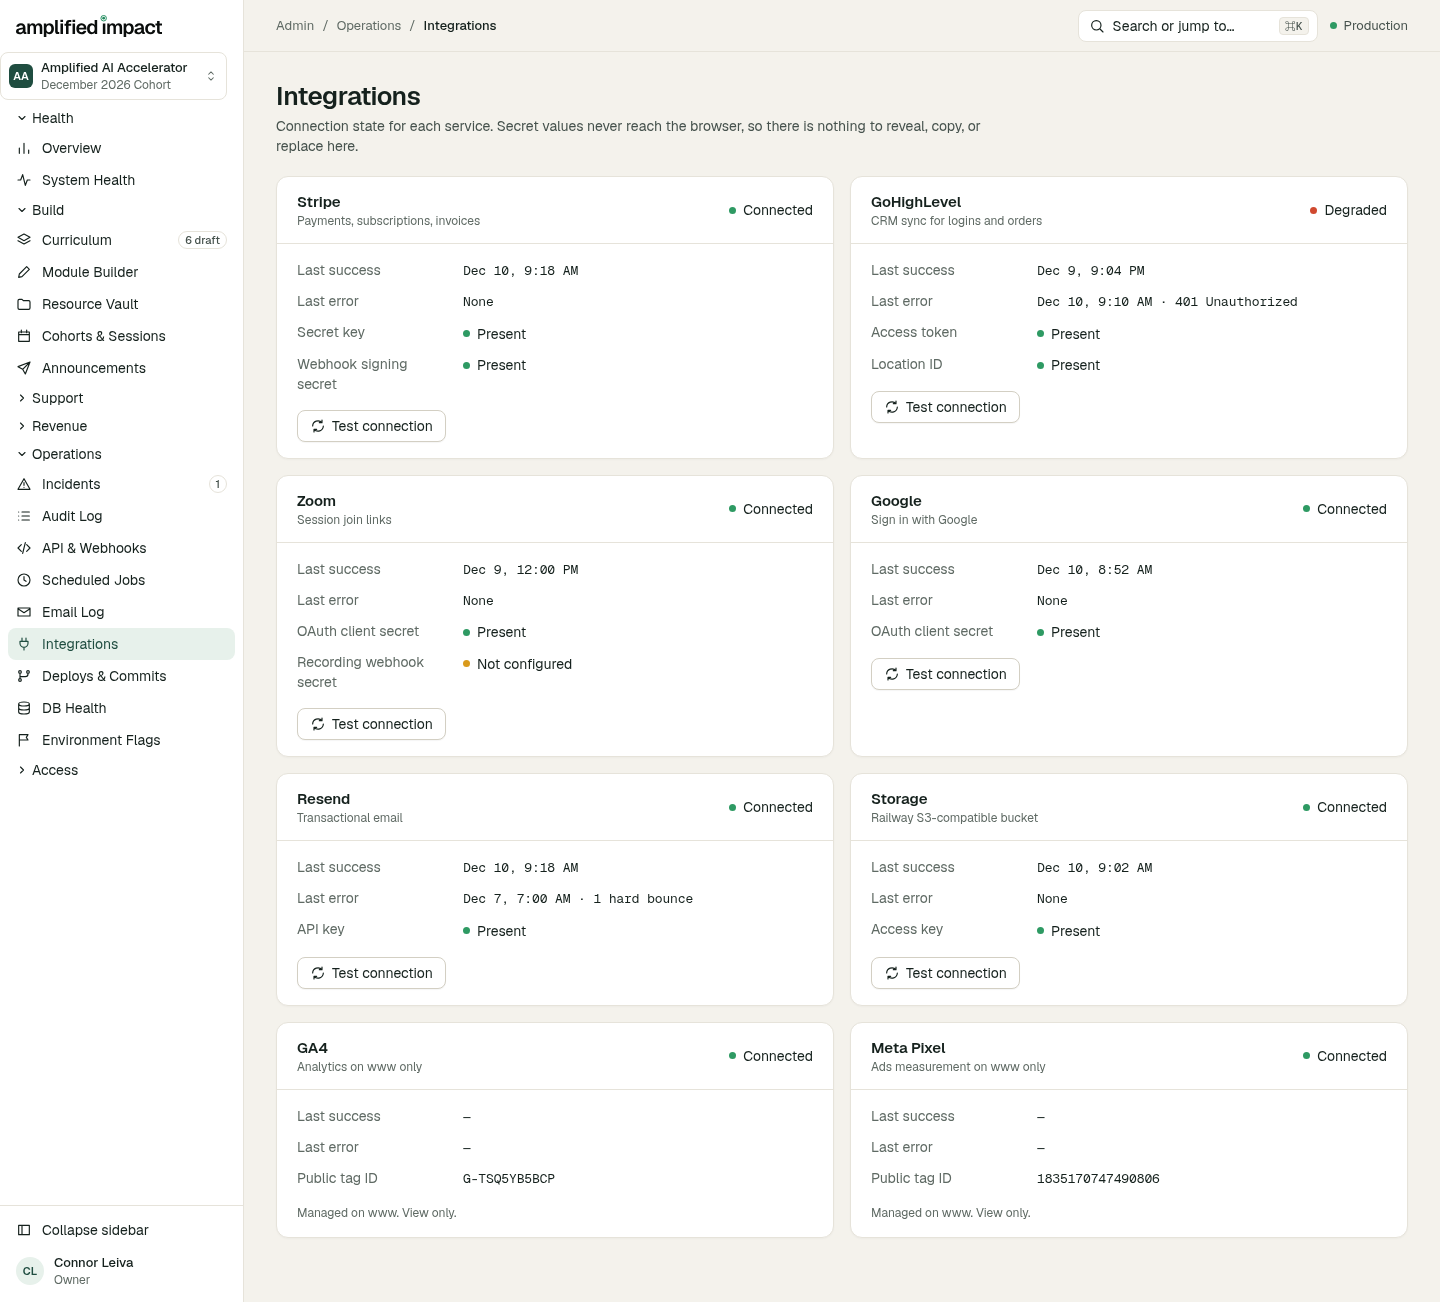 amplified impact
AA
Amplified AI Accelerator
December 2026 Cohort
Health
Overview
System Health
Build
Curriculum
6 draft
Module Builder
Resource Vault
Cohorts & Sessions
Announcements
Support
Revenue
Operations
Incidents
1
Audit Log
API & Webhooks
Scheduled Jobs
Email Log
Integrations
Deploys & Commits
DB Health
Environment Flags
Access
Collapse sidebar
CL
Connor Leiva
Owner
Admin / Operations / Integrations
Search or jump to…
⌘K
Production
Integrations
Connection state for each service. Secret values never reach the browser, so there is nothing to reveal, copy, or
replace here.
Stripe
Payments, subscriptions, invoices
Connected
Last success Dec 10, 9:18 AM
Last error None
Secret key Present
Webhook signing Present
secret
Test connection
GoHighLevel
CRM sync for logins and orders
Degraded
Last success Dec 9, 9:04 PM
Last error Dec 10, 9:10 AM · 401 Unauthorized
Access token Present
Location ID Present
Test connection
Zoom
Session join links
Connected
Last success Dec 9, 12:00 PM
Last error None
OAuth client secret Present
Recording webhook Not configured
secret
Test connection
Google
Sign in with Google
Connected
Last success Dec 10, 8:52 AM
Last error None
OAuth client secret Present
Test connection
Resend
Transactional email
Connected
Last success Dec 10, 9:18 AM
Last error Dec 7, 7:00 AM · 1 hard bounce
API key Present
Test connection
Storage
Railway S3-compatible bucket
Connected
Last success Dec 10, 9:02 AM
Last error None
Access key Present
Test connection
GA4
Analytics on www only
Connected
Last success –
Last error –
Public tag ID G-TSQ5YB5BCP
Managed on www. View only.
Meta Pixel
Ads measurement on www only
Connected
Last success –
Last error –
Public tag ID 1835170747490806
Managed on www. View only.